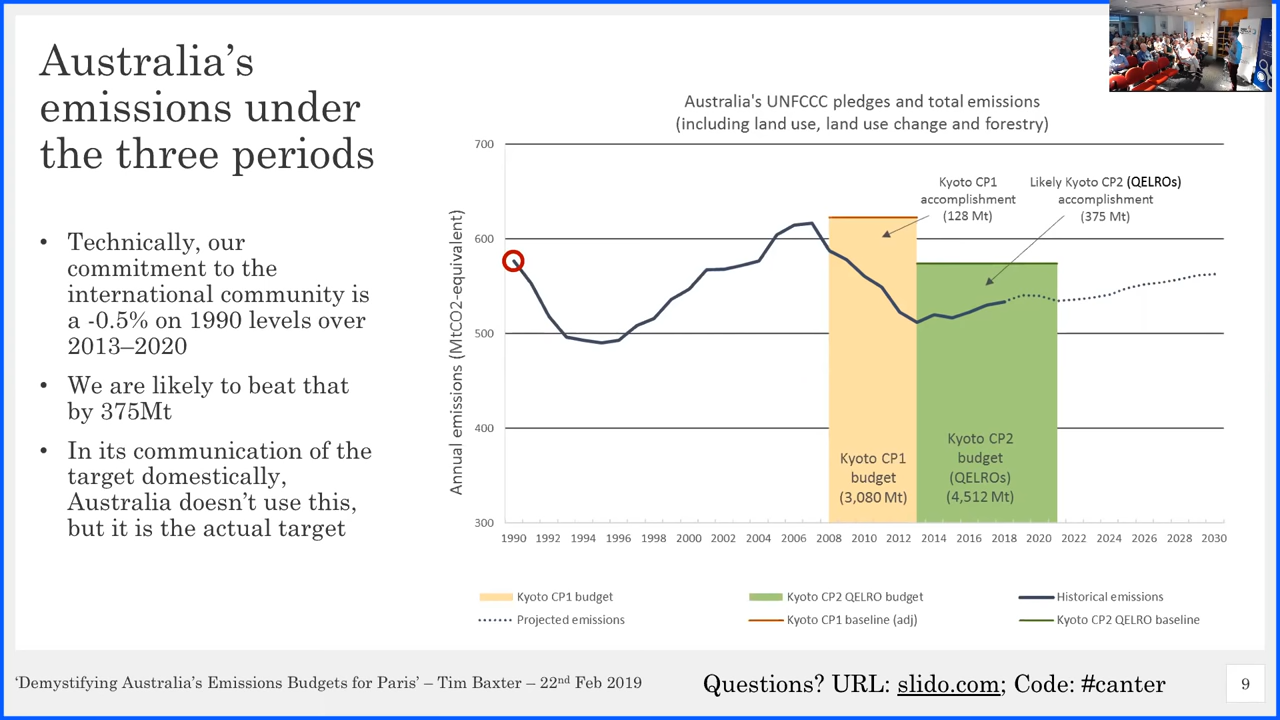 Australia's
emissions under
the three periods
• Technically, our
commitment to the
international community is
a -0.5% on 1990 levels over
2013–2020
• We are likely to beat that
by 375Mt
• In its communication of the
target domestically,
Australia doesn't use this,
but it is the actual target
Australia's UNFCCC pledges and total emissions
(including land use, land use change and forestry)
Annual emissions (MtCO2-equivalent)
700
600
500
400
300
Kyoto CP1
accomplishment
(128 Mt)
Likely Kyoto CP2 (QELROs)
accomplishment
(375 Mt)
Kyoto CP1
budget
(3,080 Mt)
Kyoto CP2
budget
(QELROs)
(4,512 Mt)
1990 1992 1994 1996 1998 2000 2002 2004 2006 2008 2010 2012 2014 2016 2018 2020 2022 2024 2026 2028 2030
Kyoto CP1 budget
Kyoto CP2 QELRO budget
Historical emissions
Projected emissions
Kyoto CP1 baseline (adj)
Kyoto CP2 QELRO baseline
'Demystifying Australia's Emissions Budgets for Paris' – Tim Baxter – 22nd Feb 2019
Questions? URL: slido.com; Code: #canter
9